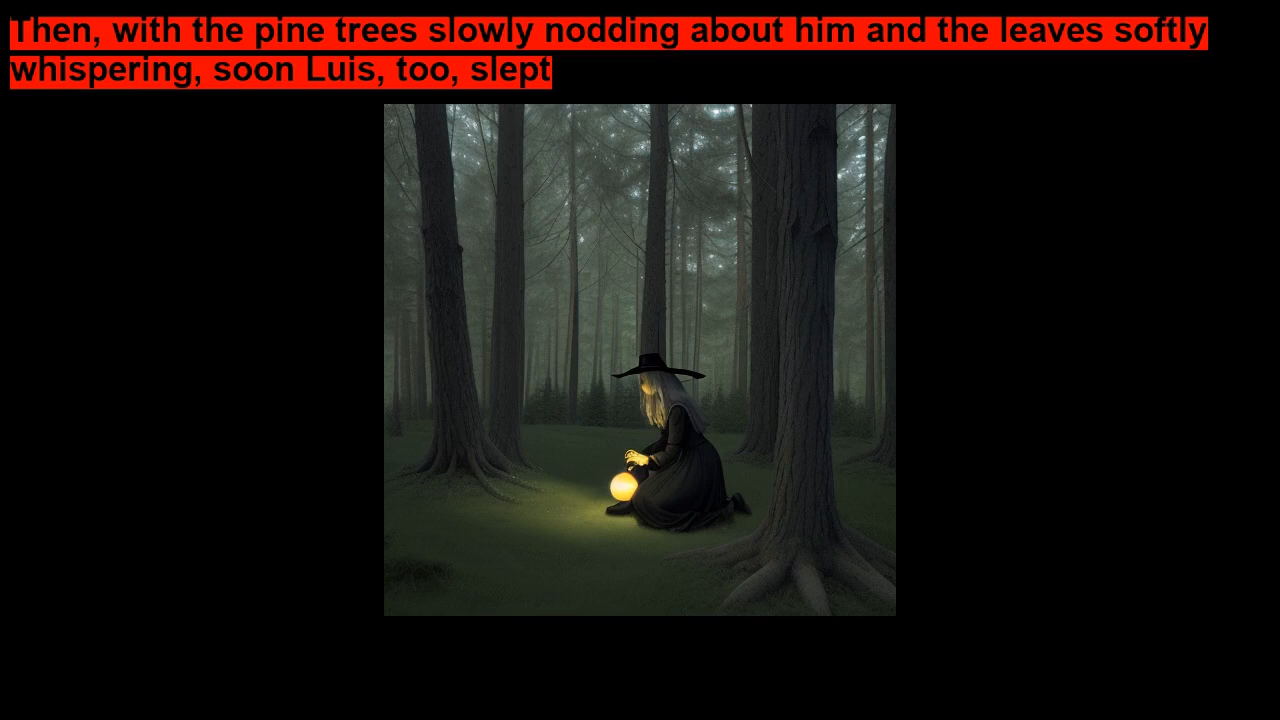 Then, with the pine trees slowly nodding about him and the leaves softly
whispering, soon Luis, too, slept